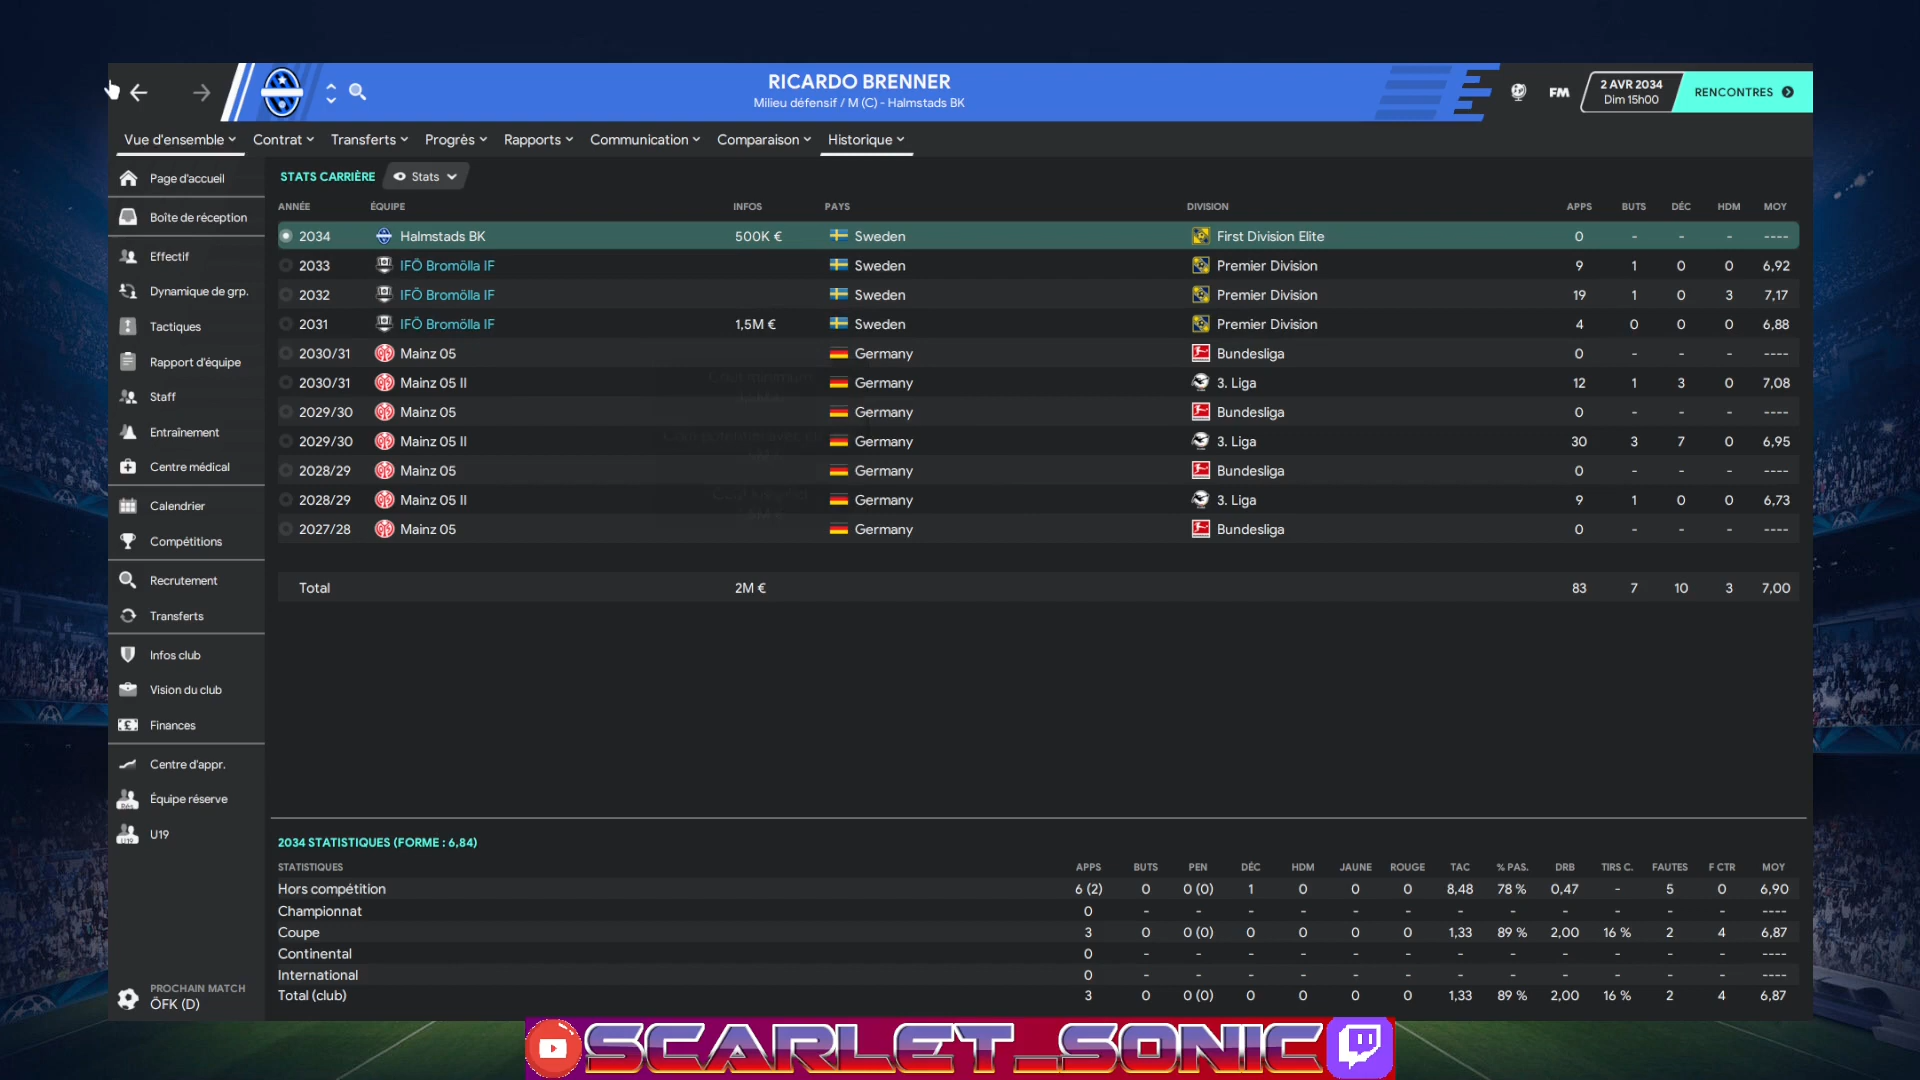 RICARDO BRENNER
Milieu défensif / M (C) - Halmstads BK
FM
2 AVR 2034
Dim 15h00
RENCONTRES
Vue d'ensemble Contrat Transferts Progrès Rapports Communication Comparaison Historique
Page d'accueil
Boîte de réception
Effectif
Dynamique de grp.
Tactiques
Rapport d'équipe
Staff
Entraînement
Centre médical
Calendrier
Compétitions
Recrutement
Transferts
Infos club
Vision du club
Finances
Centre d'appr.
Équipe réserve
U19
PROCHAIN MATCH
ÖFK (D)
STATS CARRIÈRE Stats
ANNÉE ÉQUIPE INFOS PAYS DIVISION APPS BUTS DÉC HDM MOY
2034 Halmstads BK 500K € Sweden First Division Elite 0 - - - ----
2033 IFÖ Bromölla IF Sweden Premier Division 9 1 0 0 6,92
2032 IFÖ Bromölla IF Sweden Premier Division 19 1 0 3 7,17
2031 IFÖ Bromölla IF 1,5M € Sweden Premier Division 4 0 0 0 6,88
2030/31 Mainz 05 Germany Bundesliga 0 - - - ----
2030/31 Mainz 05 II Germany 3. Liga 12 1 3 0 7,08
2029/30 Mainz 05 Germany Bundesliga 0 - - - ----
2029/30 Mainz 05 II Germany 3. Liga 30 3 7 0 6,95
2028/29 Mainz 05 Germany Bundesliga 0 - - - ----
2028/29 Mainz 05 II Germany 3. Liga 9 1 0 0 6,73
2027/28 Mainz 05 Germany Bundesliga 0 - - - ----
Total 2M € 83 7 10 3 7,00
2034 STATISTIQUES (FORME : 6,84)
STATISTIQUES APPS BUTS PEN DÉC HDM JAUNE ROUGE TAC % PAS. DRB TIRS C. FAUTES F CTR MOY
Hors compétition 6 (2) 0 0 (0) 1 0 0 0 8,48 78 % 0,47 - 5 0 6,90
Championnat 0 - - - - - - - - - - - - ----
Coupe 3 0 0 (0) 0 0 0 0 1,33 89 % 2,00 16 % 2 4 6,87
Continental 0 - - - - - - - - - - - - ----
International 0 - - - - - - - - - - - - ----
Total (club) 3 0 0 (0) 0 0 0 0 1,33 89 % 2,00 16 % 2 4 6,87
SCARLET_SONIC